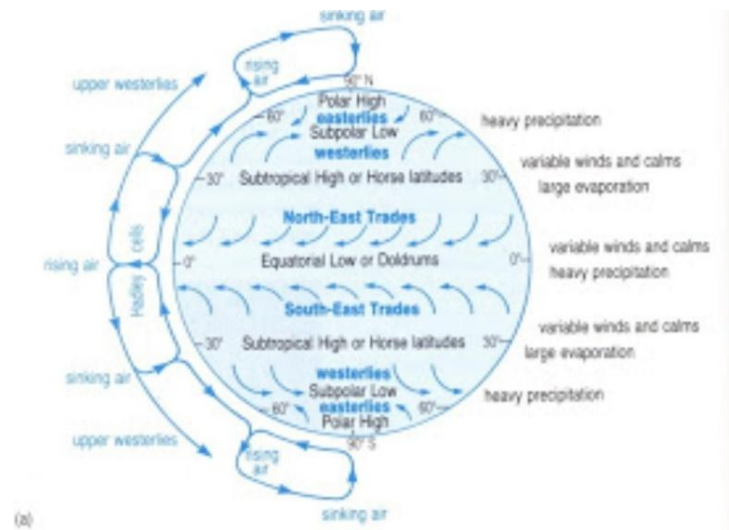 sinking air
rising
air
upper westerlies
90° N
Polar High
60° easterlies 60°
Subpolar Low
heavy precipitation
westerlies
sinking air
variable winds and calms
30° Subtropical High or Horse latitudes 30°
large evaporation
North-East Trades
Hadley cells
variable winds and calms
rising air
0° Equatorial Low or Doldrums 0°
heavy precipitation
South-East Trades
variable winds and calms
30° Subtropical High or Horse latitudes 30°
large evaporation
sinking air
westerlies
Subpolar Low
heavy precipitation
60° easterlies 60°
Polar High
upper westerlies
90° S
rising
air
sinking air
(a)